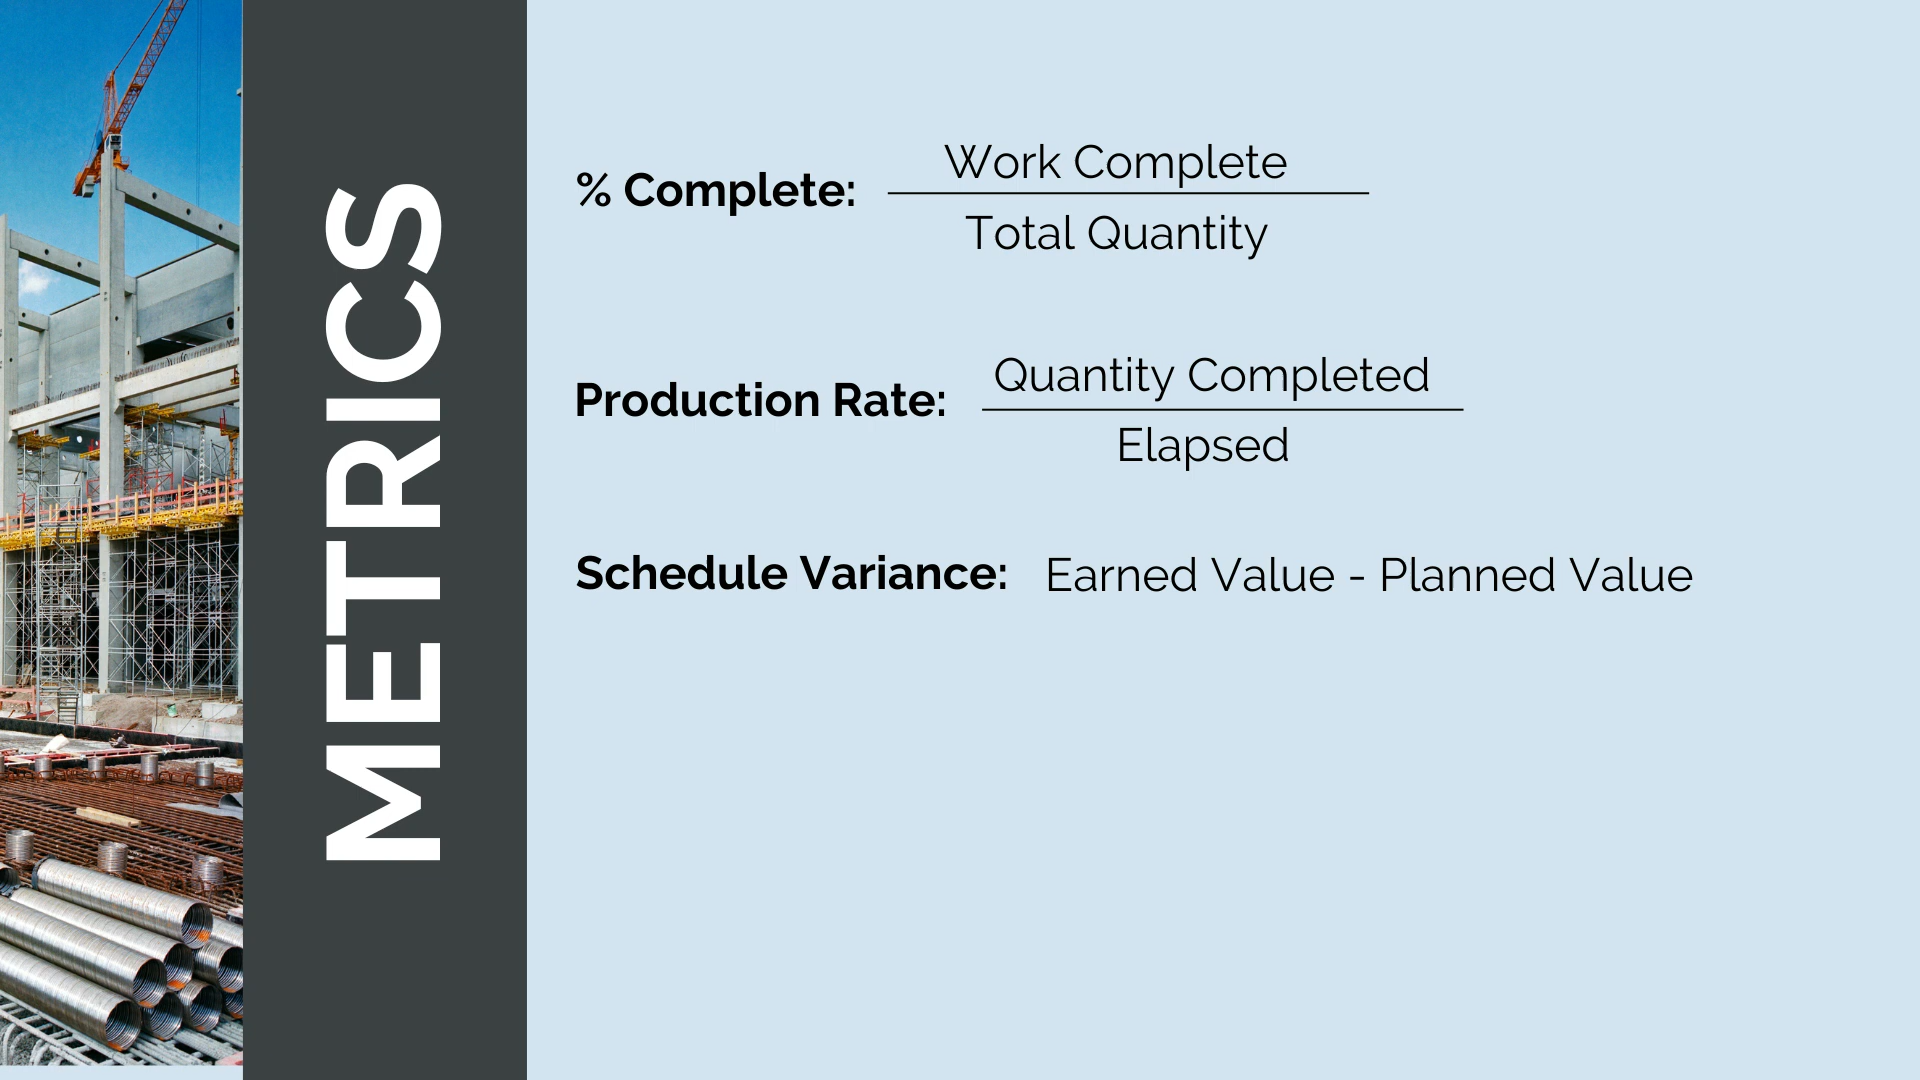 METRICS
% Complete:
Work Complete
Total Quantity
Production Rate:
Quantity Completed
Elapsed
Schedule Variance: Earned Value - Planned Value